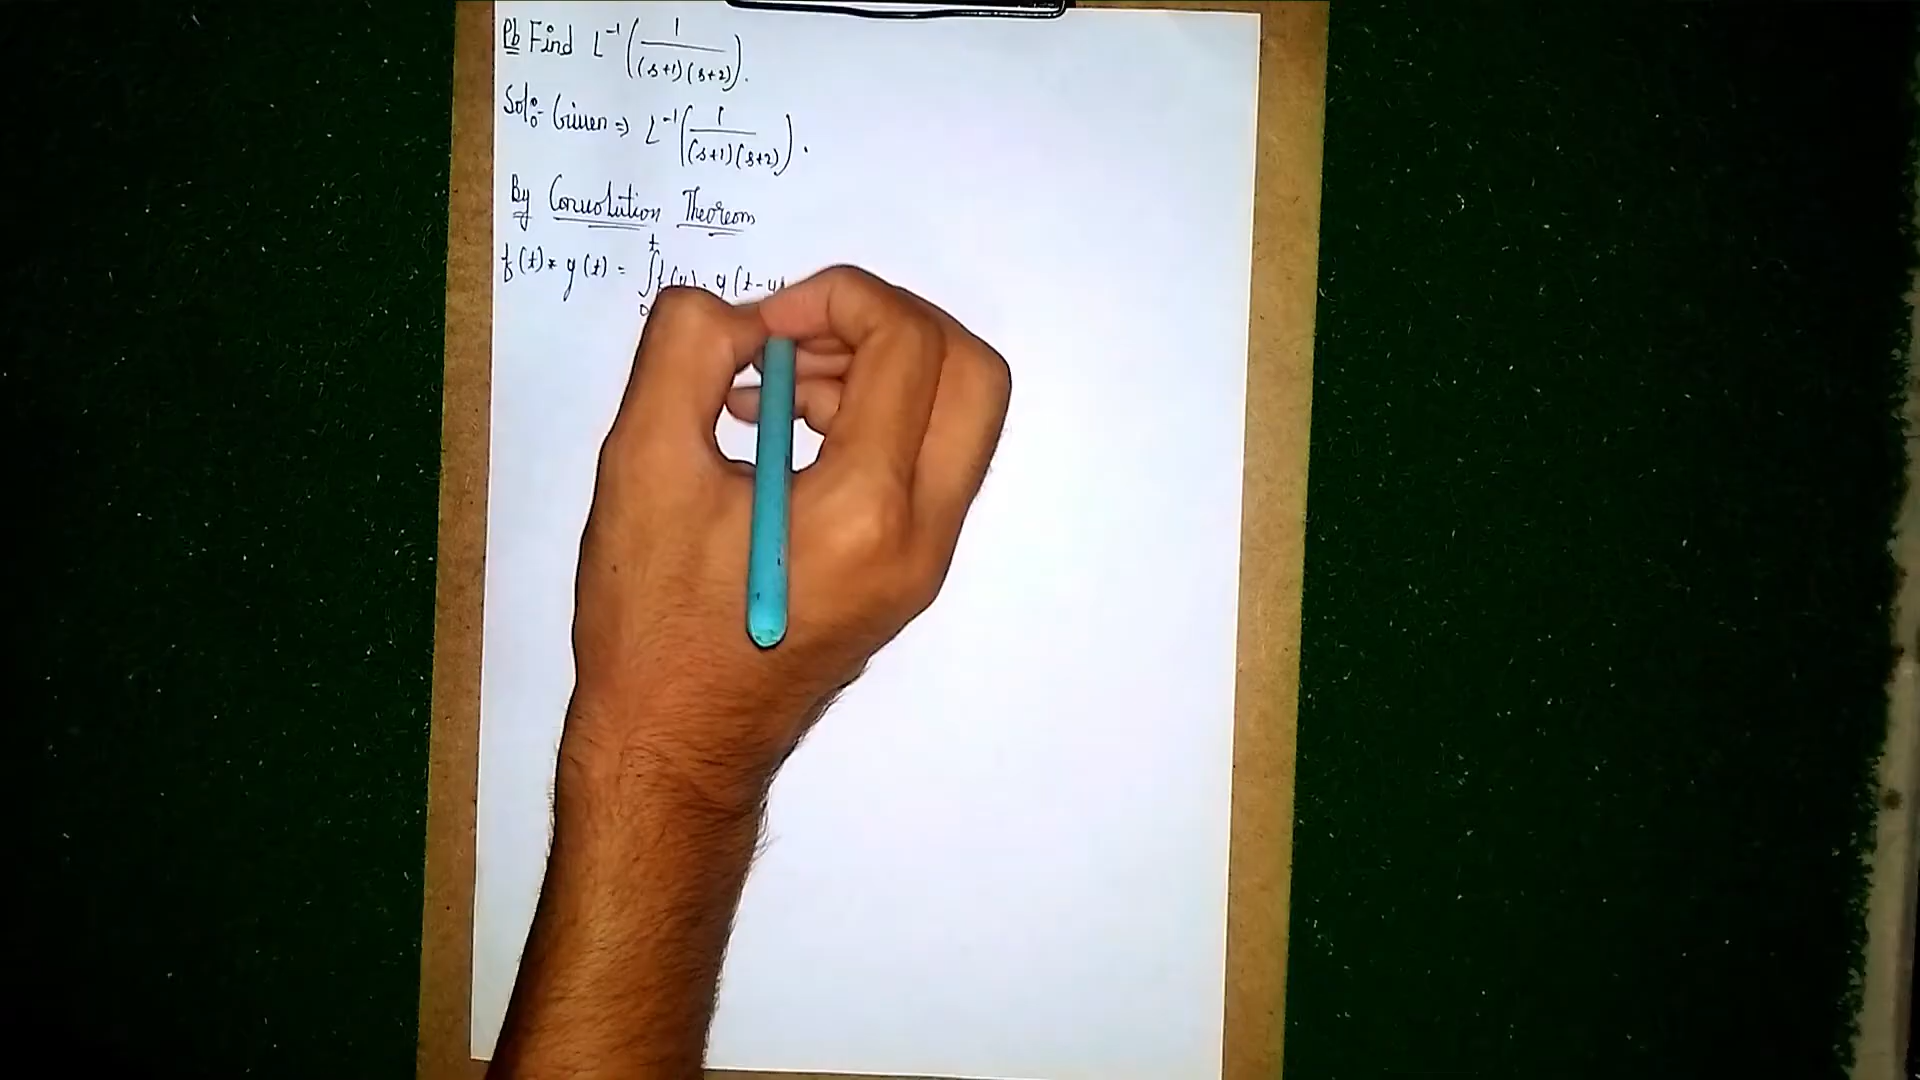 Pb Find L⁻¹(1/((s+1)(s+2))).
Sol:- Given => L⁻¹(1/((s+1)(s+2))).
By Convolution Theorem
f(t)*g(t) = ∫₀ᵗ f(u). g(t-u)